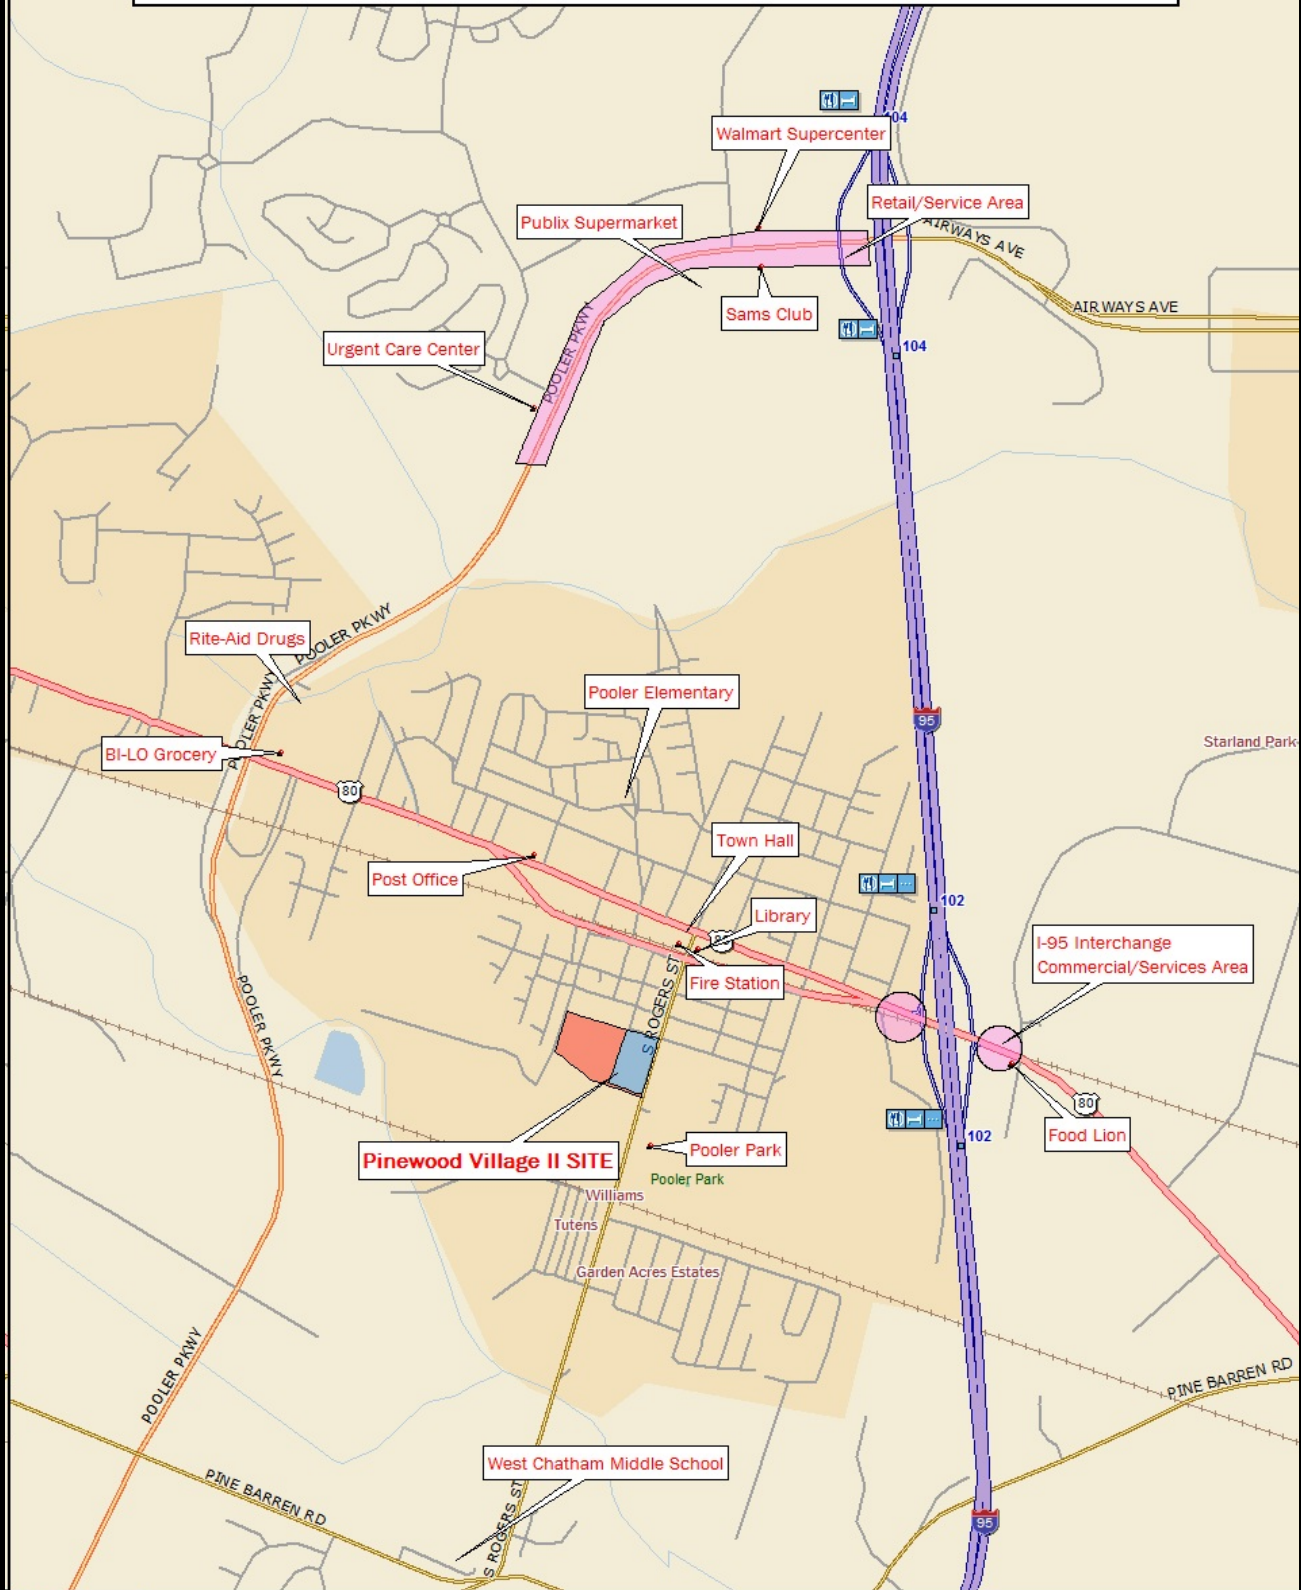 104
Walmart Supercenter
Retail/Service Area
Publix Supermarket
AIRWAYS AVE
AIRWAYS AVE
Sams Club
POOLER PKWY
Urgent Care Center
104
POOLER PKWY
Rite-Aid Drugs
POOLER PKWY
Pooler Elementary
95
Starland Park
BI-LO Grocery
80
Town Hall
Post Office
102
Library
80
I-95 Interchange
Commercial/Services Area
Fire Station
S ROGERS ST
POOLER PKWY
80
102
Food Lion
Pooler Park
Pinewood Village II SITE
Pooler Park
Williams
Tutens
Garden Acres Estates
POOLER PKWY
PINE BARREN RD
West Chatham Middle School
PINE BARREN RD
S ROGERS ST
95